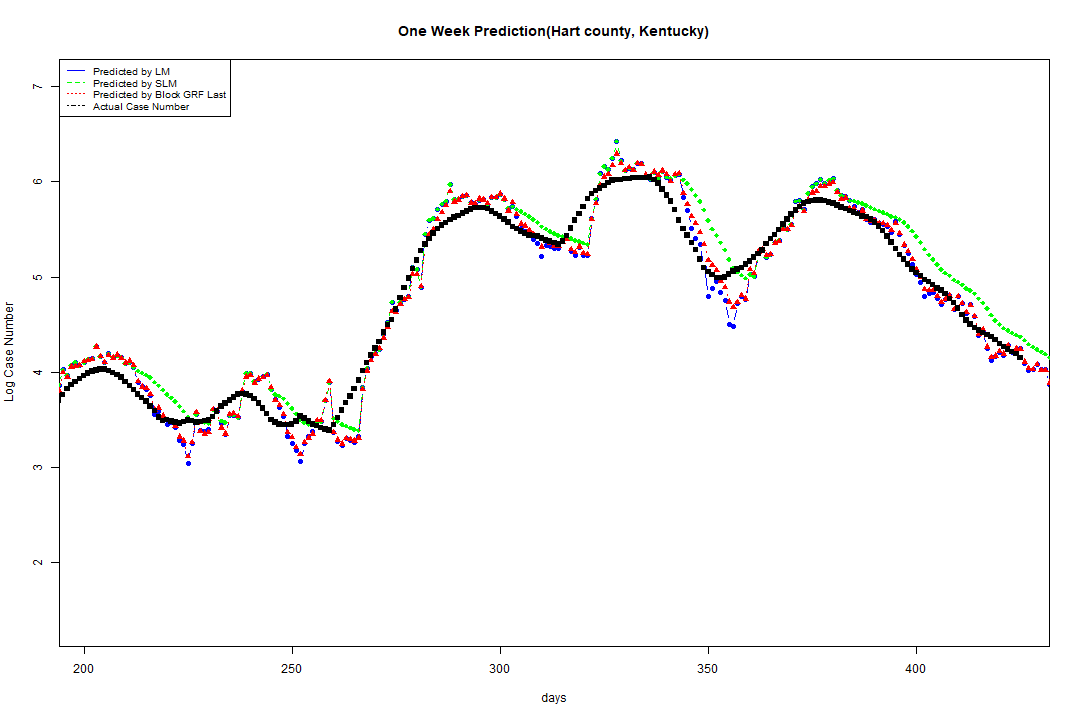 One Week Prediction(Hart county, Kentucky)
Predicted by LM
Predicted by SLM
Predicted by Block GRF Last
Actual Case Number
7
6
5
4
3
2
Log Case Number
200 250 300 350 400
days